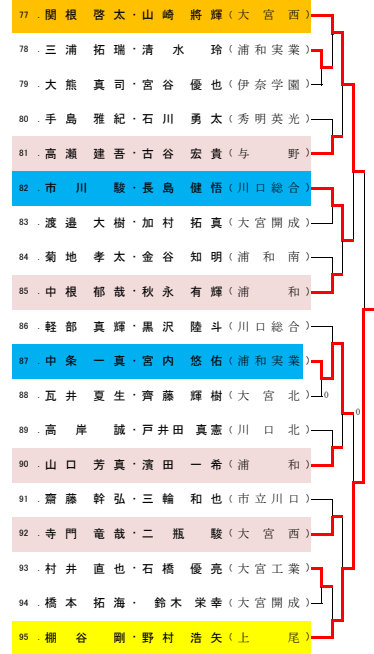 77 . 関根 啓太・山崎 將輝 (大宮西)
78 . 三浦 拓瑞・清水 玲 (浦和実業)
79 . 大熊 真司・宮谷 優也 (伊奈学園)
80 . 手島 雅紀・石川 勇太 (秀明英光)
81 . 高瀬 建吾・古谷 宏貴 (与野)
82 . 市川 駿・長島 健悟 (川口総合)
83 . 渡邉 大樹・加村 拓真 (大宮開成)
84 . 菊地 孝太・金谷 知明 (浦和南)
85 . 中根 郁哉・秋永 有輝 (浦和)
86 . 軽部 真輝・黒沢 陸斗 (川口総合)
87 . 中条 一真・宮内 悠佑 (浦和実業)
88 . 瓦井 夏生・齊藤 輝樹 (大宮北) 0
89 . 高岸 誠・戸井田 真憲 (川口北)
0
90 . 山口 芳真・濱田 一希 (浦和)
91 . 齋藤 幹弘・三輪 和也 (市立川口)
92 . 寺門 竜哉・二瓶 駿 (大宮西)
93 . 村井 直也・石橋 優亮 (大宮工業)
94 . 橋本 拓海・鈴木 栄幸 (大宮開成)
95 . 棚谷 剛・野村 浩矢 (上尾)